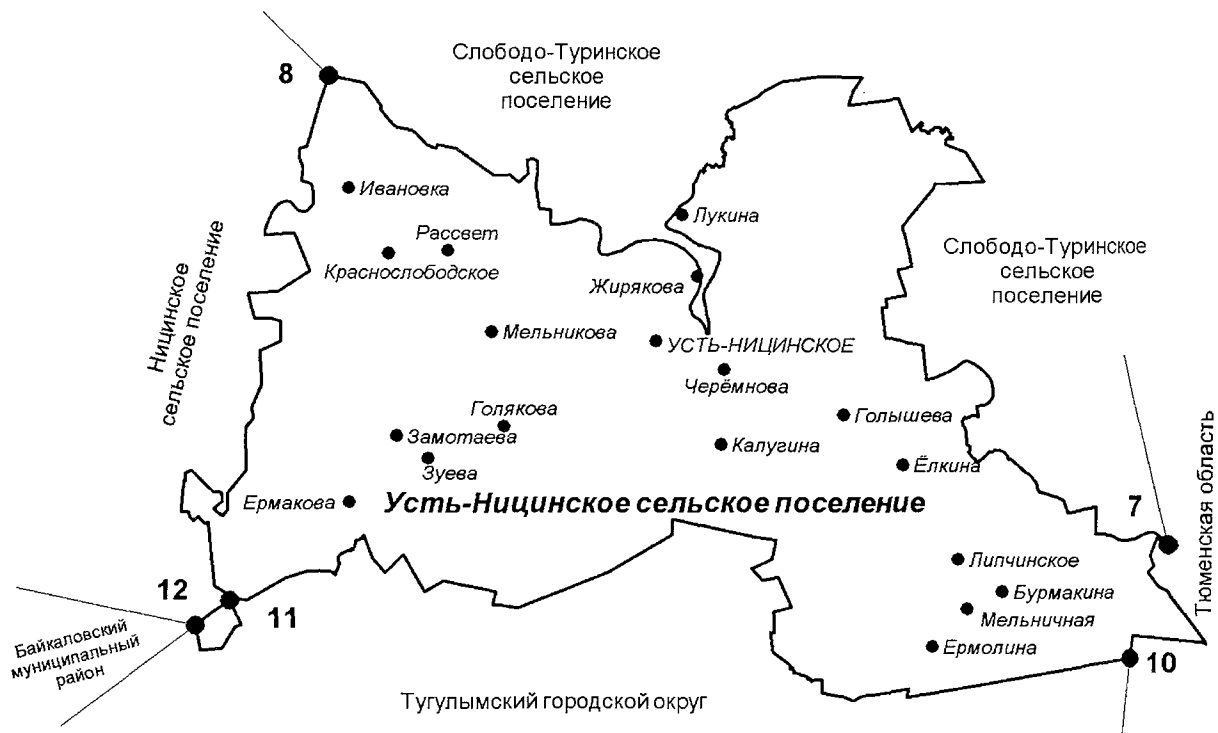 8
Слободо-Туринское
сельское
поселение
Ивановка
Лукина
Рассвет
Краснослободское
Жирякова
Слободо-Туринское
сельское
поселение
Ницинское
сельское поселение
Мельникова
УСТЬ-НИЦИНСКОЕ
Черёмнова
Голякова
Замотаева
Зуева
Голышева
Калугина
Ёлкина
Ермакова
Усть-Ницинское сельское поселение
7
Тюменская область
Липчинское
Бурмакина
Мельничная
Ермолина
12
11
10
Байкаловский
муниципальный
район
Тугулымский городской округ